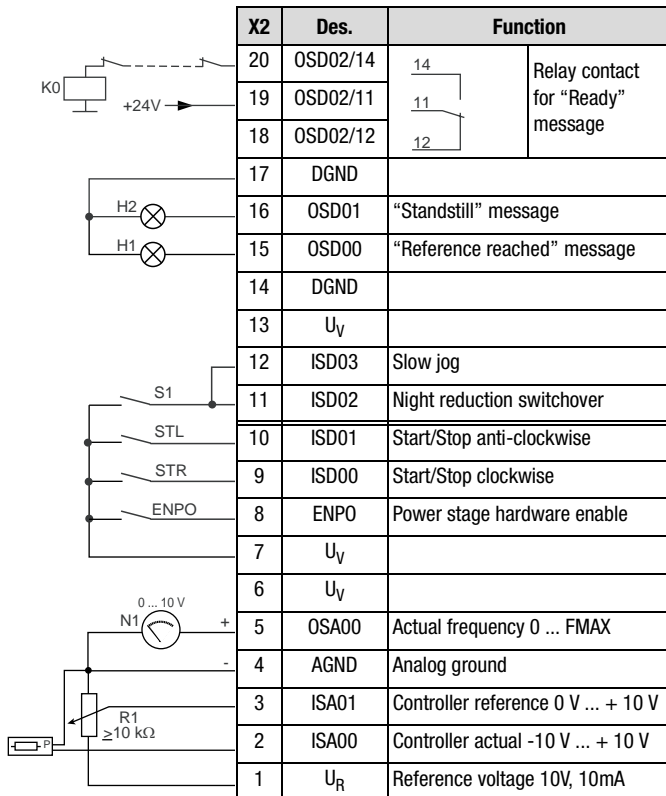 X2 Des. Function
20 OSD02/14 14 Relay contact
K0 +24V 19 OSD02/11 11 for “Ready”
18 OSD02/12 12 message
17 DGND
H2 16 OSD01 “Standstill” message
H1 15 OSD00 “Reference reached” message
14 DGND
13 UV
12 ISD03 Slow jog
S1 11 ISD02 Night reduction switchover
STL 10 ISD01 Start/Stop anti-clockwise
STR 9 ISD00 Start/Stop clockwise
ENPO 8 ENPO Power stage hardware enable
7 UV
6 UV
0 ... 10 V
N1 + 5 OSA00 Actual frequency 0 ... FMAX
- 4 AGND Analog ground
R1 3 ISA01 Controller reference 0 V ... + 10 V
≥10 kΩ
P 2 ISA00 Controller actual -10 V ... + 10 V
1 UR Reference voltage 10V, 10mA